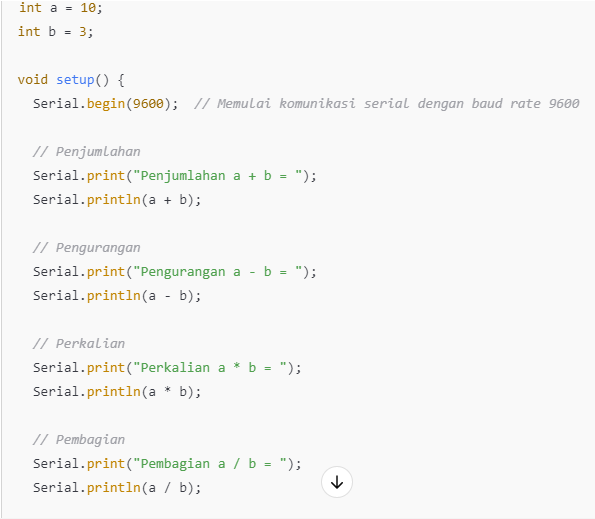 int a = 10;
int b = 3;
void setup() {
Serial.begin(9600);  // Memulai komunikasi serial dengan baud rate 9600
// Penjumlahan
Serial.print("Penjumlahan a + b = ");
Serial.println(a + b);
// Pengurangan
Serial.print("Pengurangan a - b = ");
Serial.println(a - b);
// Perkalian
Serial.print("Perkalian a * b = ");
Serial.println(a * b);
// Pembagian
Serial.print("Pembagian a / b = ");
Serial.println(a / b);